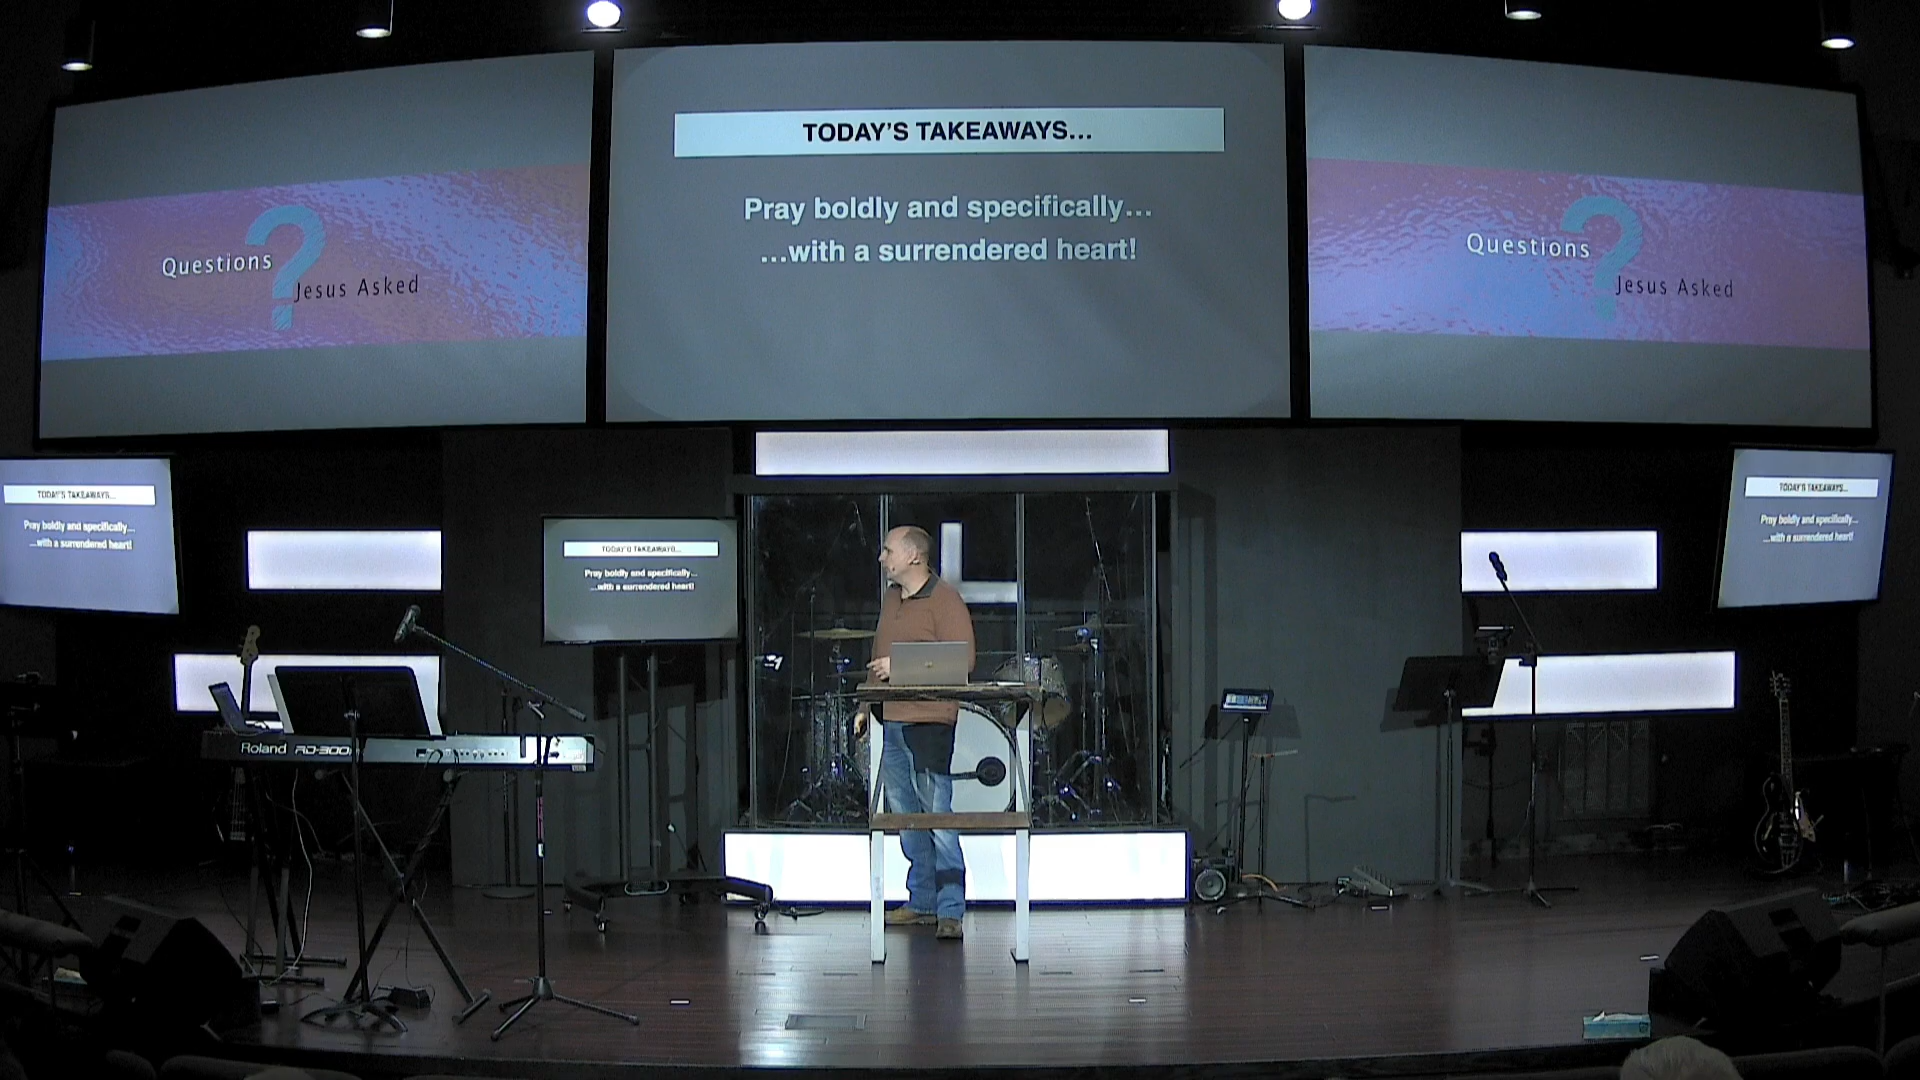 TODAY'S TAKEAWAYS...
Pray boldly and specifically...
...with a surrendered heart!
Questions
Jesus Asked
?
Questions
Jesus Asked
?
TODAY'S TAKEAWAYS...
Pray boldly and specifically...
...with a surrendered heart!
TODAY'S TAKEAWAYS...
Pray boldly and specifically...
...with a surrendered heart!
TODAY'S TAKEAWAYS...
Pray boldly and specifically...
...with a surrendered heart!
Roland RD-300